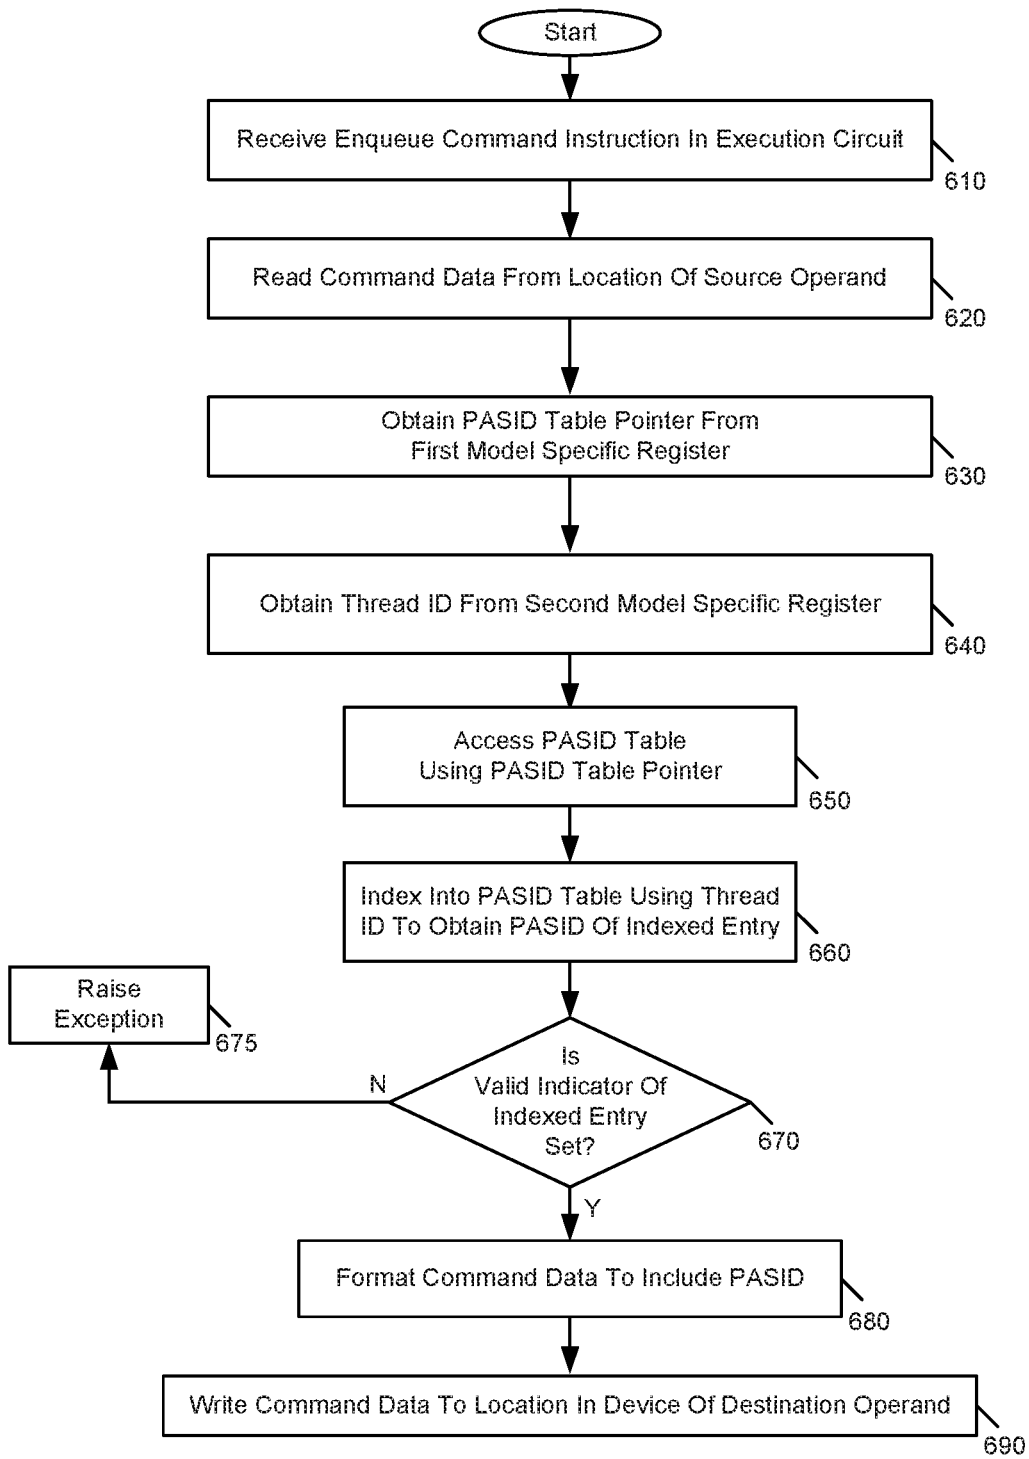 Start
Receive Enqueue Command Instruction In Execution Circuit
610
Read Command Data From Location Of Source Operand
620
Obtain PASID Table Pointer From
First Model Specific Register
630
Obtain Thread ID From Second Model Specific Register
640
Access PASID Table
Using PASID Table Pointer
650
Index Into PASID Table Using Thread
ID To Obtain PASID Of Indexed Entry
660
Raise
Exception
675
N
Is
Valid Indicator Of
Indexed Entry
Set?
670
Y
Format Command Data To Include PASID
680
Write Command Data To Location In Device Of Destination Operand
690